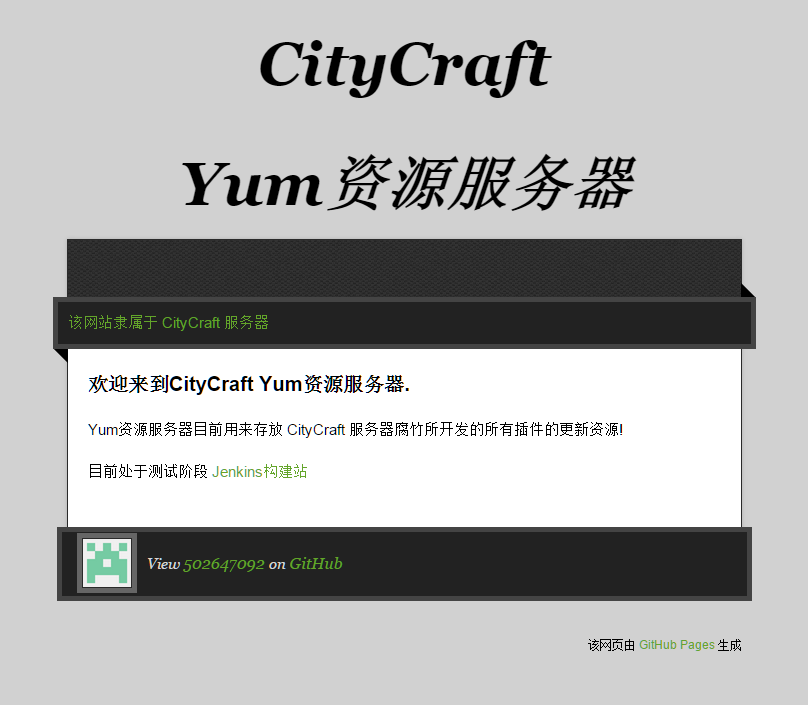 CityCraft
Yum资源服务器
该网站隶属于 CityCraft 服务器
欢迎来到CityCraft Yum资源服务器.
Yum资源服务器目前用来存放 CityCraft 服务器腐竹所开发的所有插件的更新资源!
目前处于测试阶段 Jenkins构建站
View 502647092 on GitHub
该网页由 GitHub Pages 生成